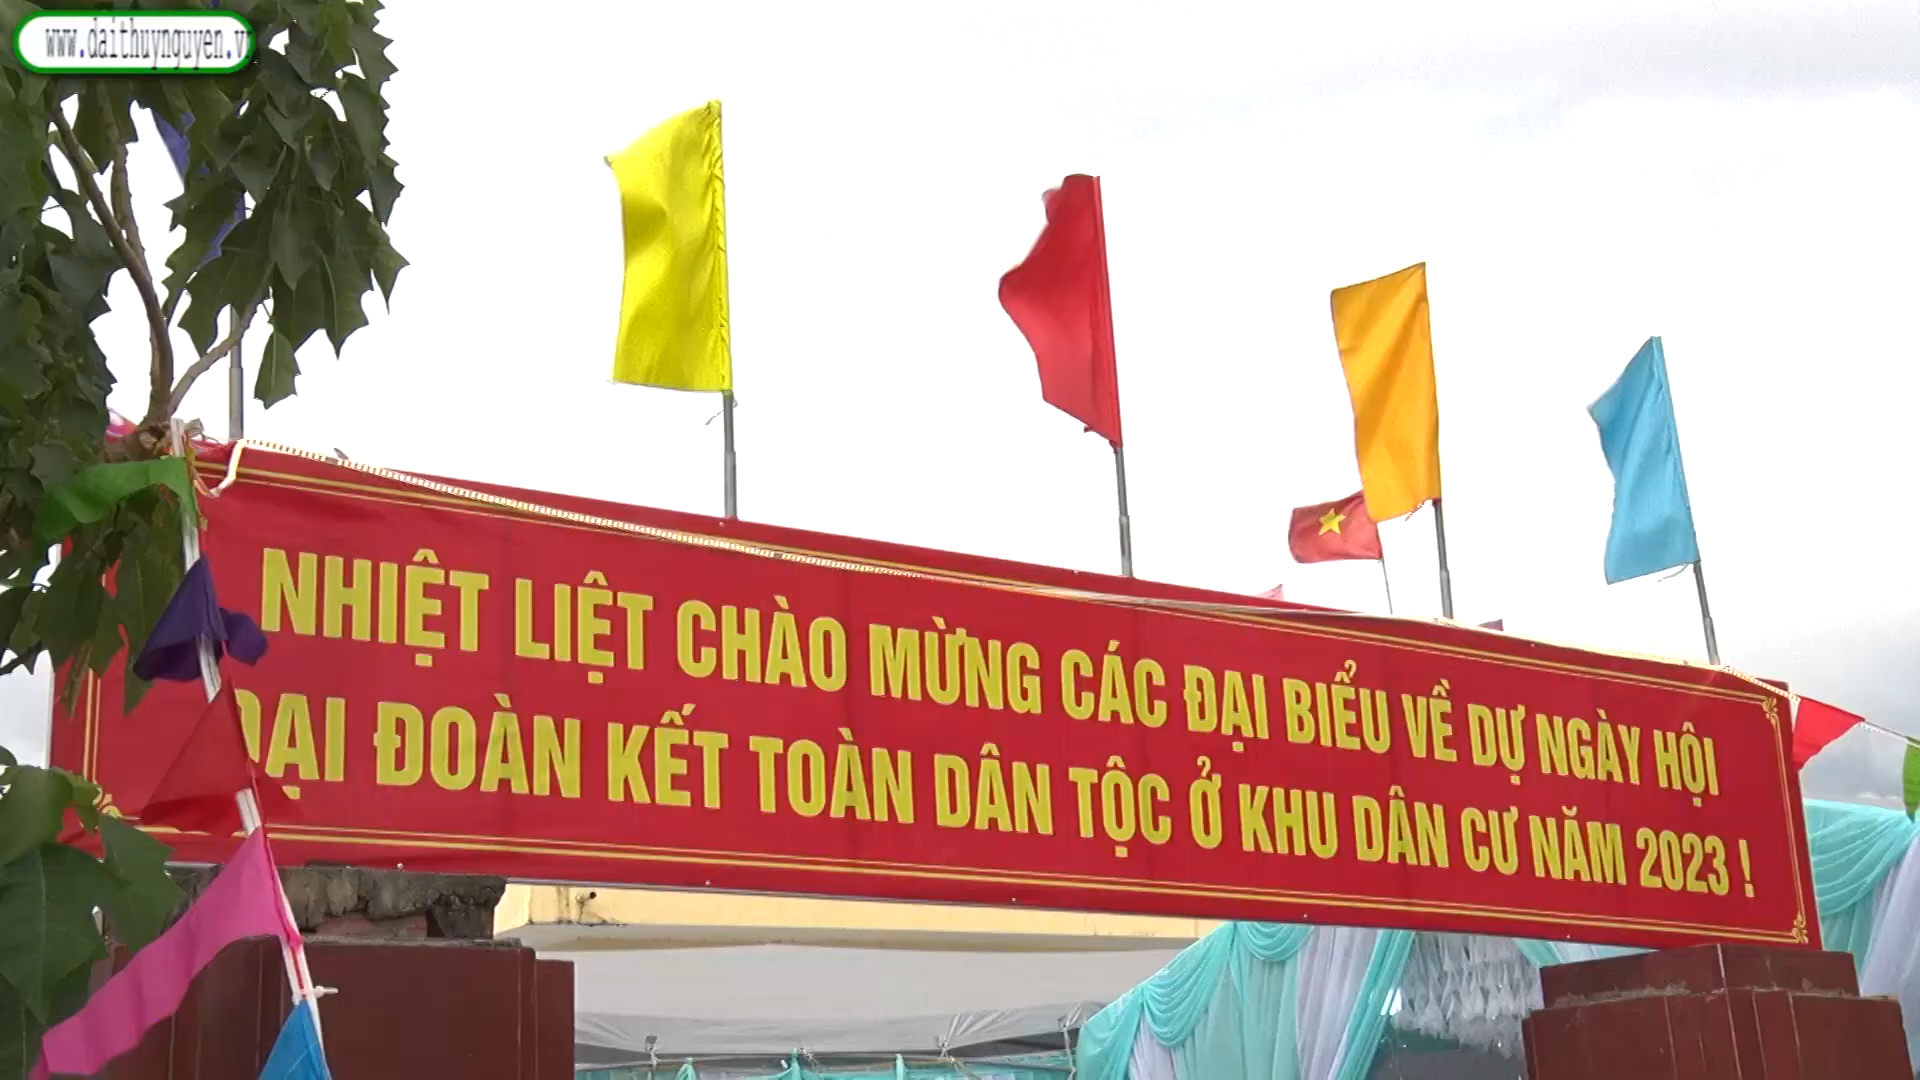 www.daithuynguyen.v
NHIỆT LIỆT CHÀO MỪNG CÁC ĐẠI BIỂU VỀ DỰ NGÀY HỘI
ĐẠI ĐOÀN KẾT TOÀN DÂN TỘC Ở KHU DÂN CƯ NĂM 2023 !